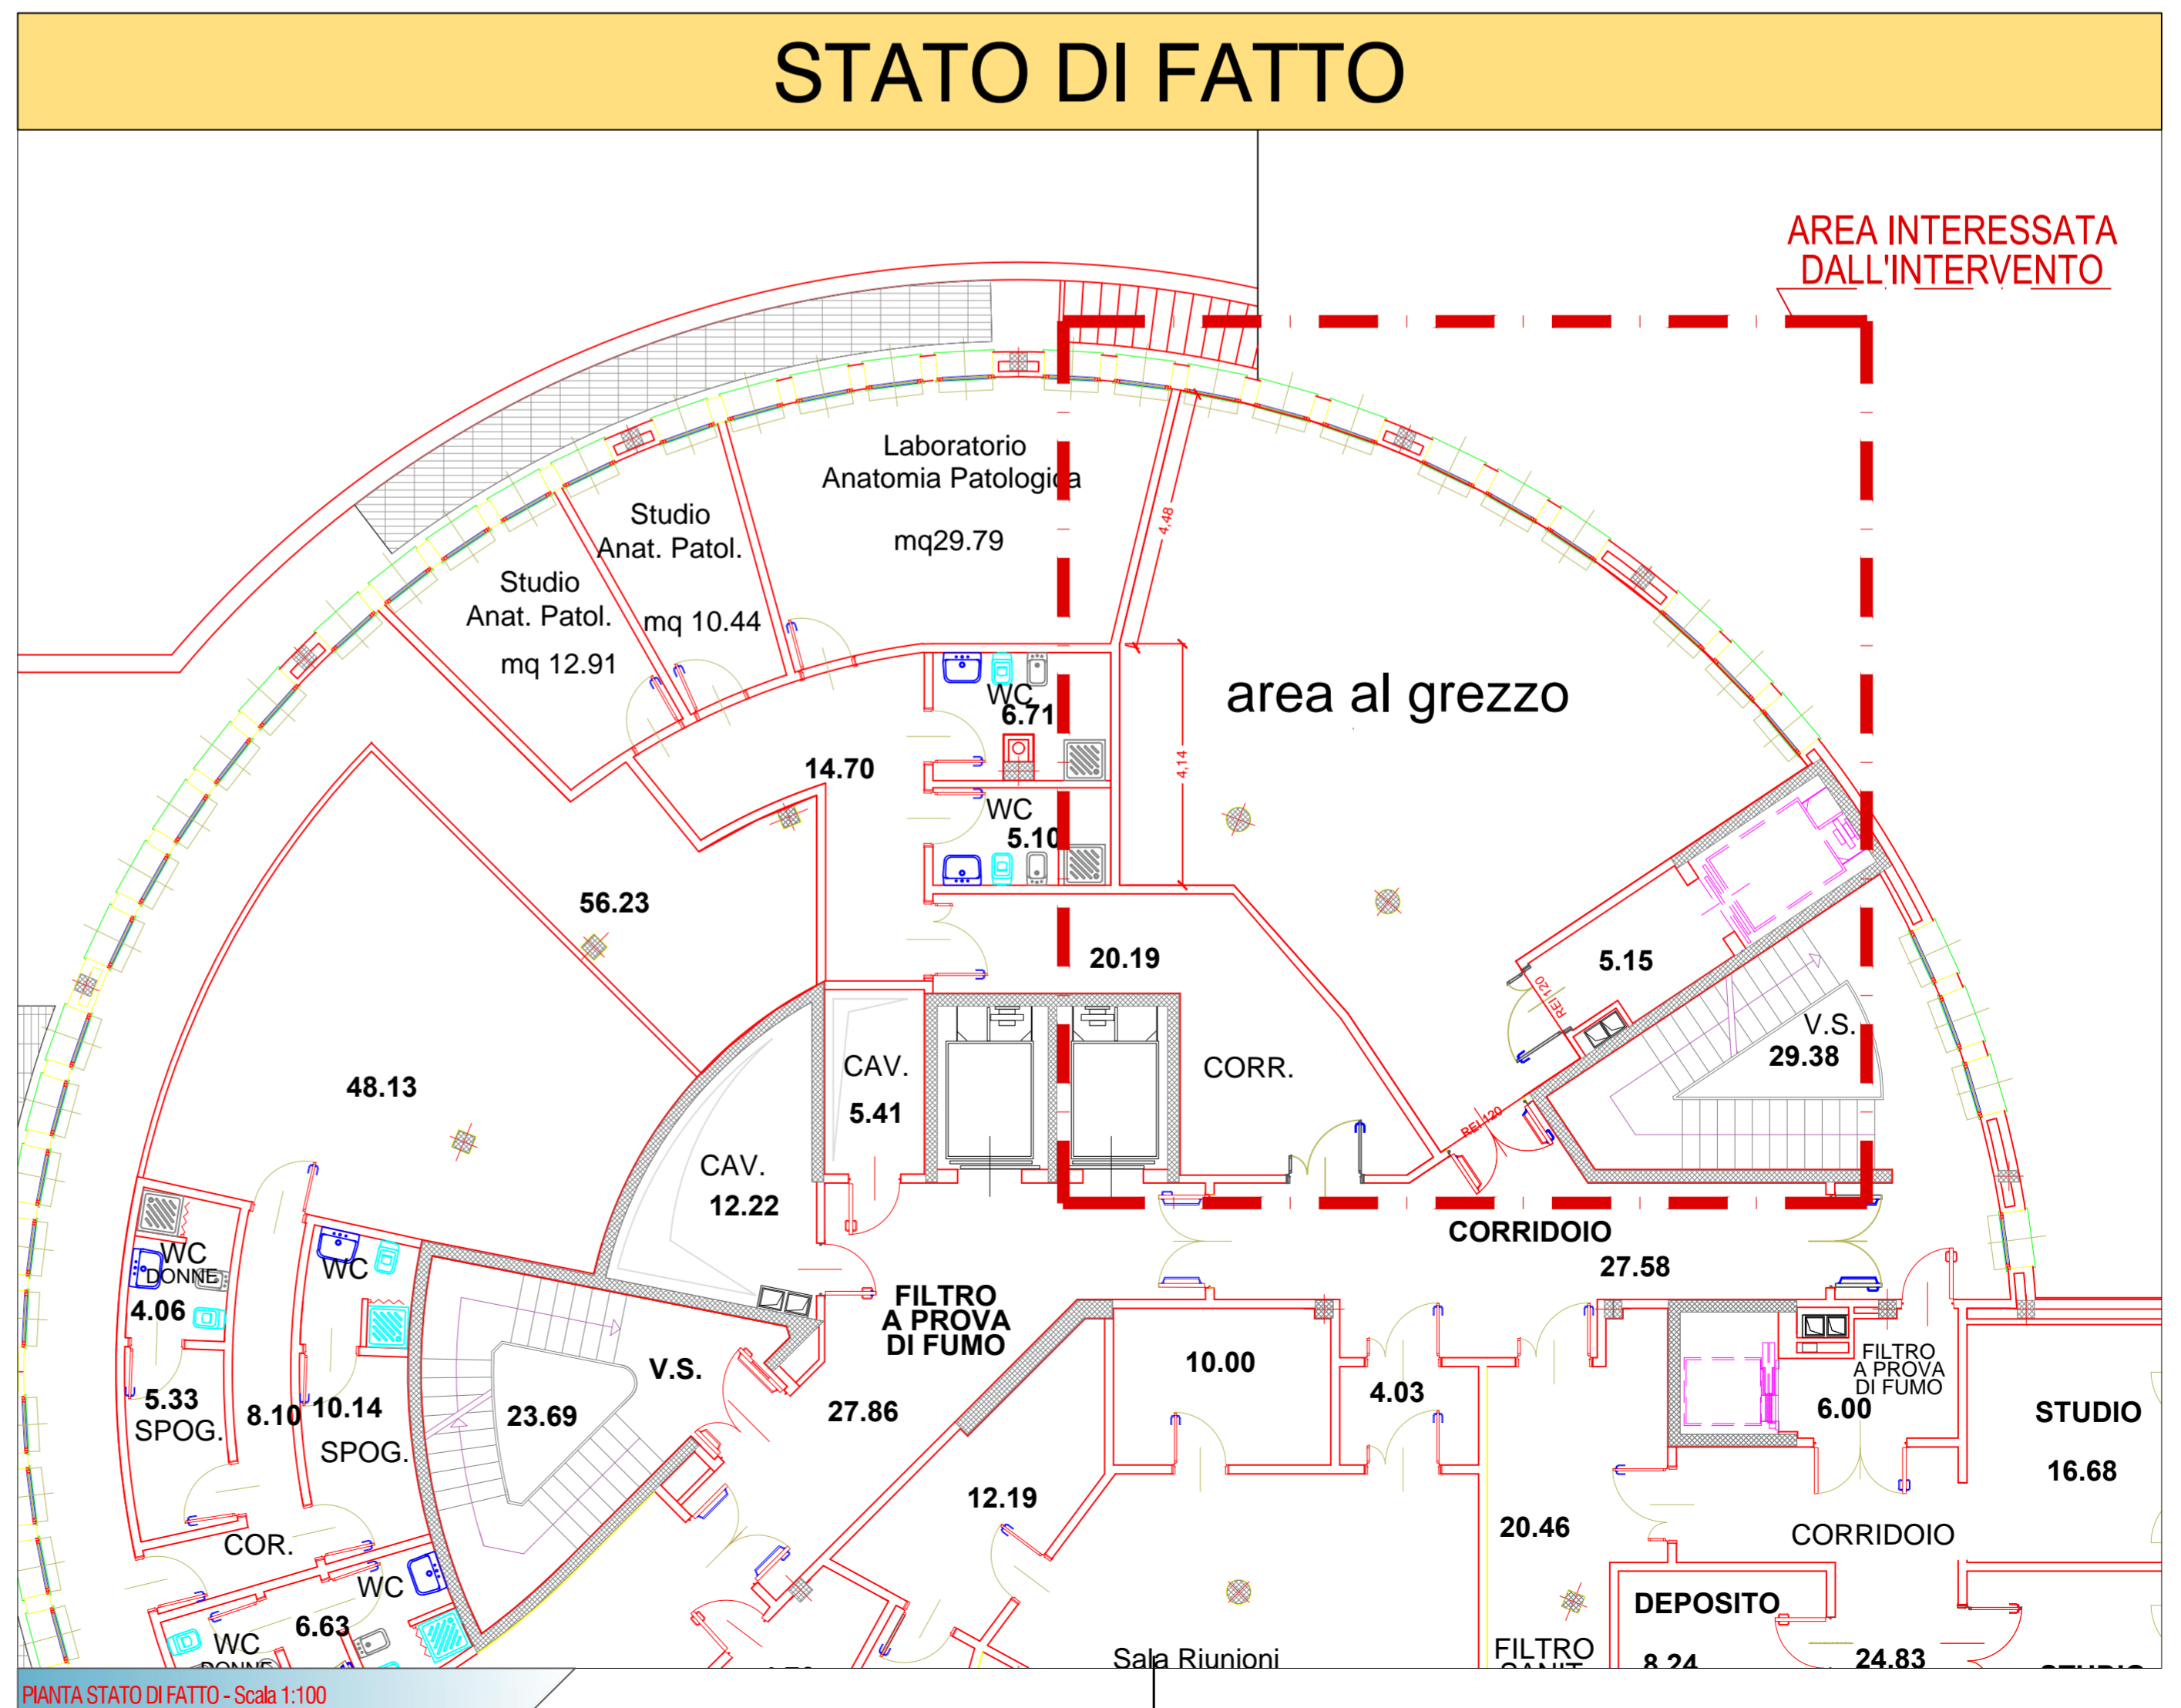 STATO DI FATTO
AREA INTERESSATA
DALL'INTERVENTO
Laboratorio
Anatomia Patologica
mq29.79
Studio
Anat. Patol.
mq 10.44
Studio
Anat. Patol.
mq 12.91
4,48
area al grezzo
WC
6.71
4,14
14.70
WC
5.10
56.23
20.19
5.15
REI 120
V.S.
29.38
CAV.
5.41
CORR.
48.13
REI 120
CAV.
12.22
CORRIDOIO
27.58
WC
DONNE
4.06
WC
FILTRO
A PROVA
DI FUMO
V.S.
10.00
4.03
FILTRO
A PROVA
DI FUMO
6.00
5.33
SPOG.
8.10
10.14
SPOG.
23.69
27.86
STUDIO
16.68
12.19
20.46
CORRIDOIO
COR.
WC
6.63
WC
DONNE
DEPOSITO
8.24
24.83
Sala Riunioni
FILTRO
SANIT.
STUDIO
PIANTA STATO DI FATTO - Scala 1:100